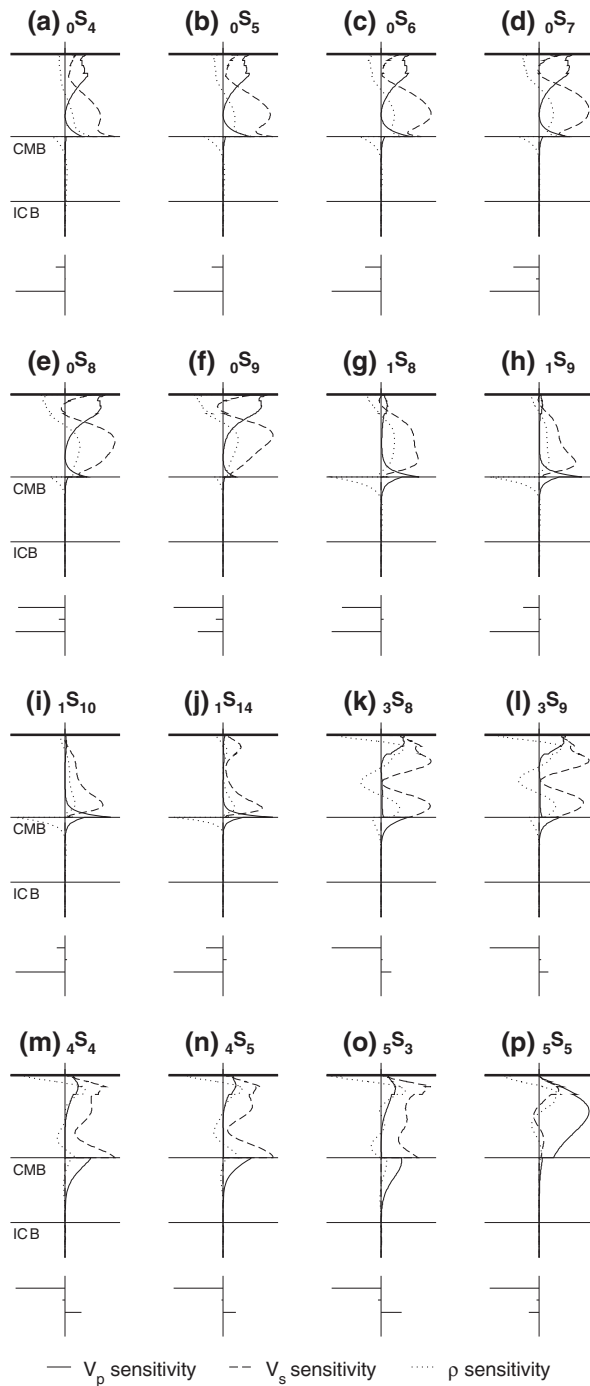 (a) ₀S₄ (b) ₀S₅ (c) ₀S₆ (d) ₀S₇
CMB
ICB
(e) ₀S₈ (f) ₀S₉ (g) ₁S₈ (h) ₁S₉
CMB
ICB
(i) ₁S₁₀ (j) ₁S₁₄ (k) ₃S₈ (l) ₃S₉
CMB
ICB
(m) ₄S₄ (n) ₄S₅ (o) ₅S₃ (p) ₅S₅
CMB
ICB
Vₚ sensitivity Vₛ sensitivity ρ sensitivity